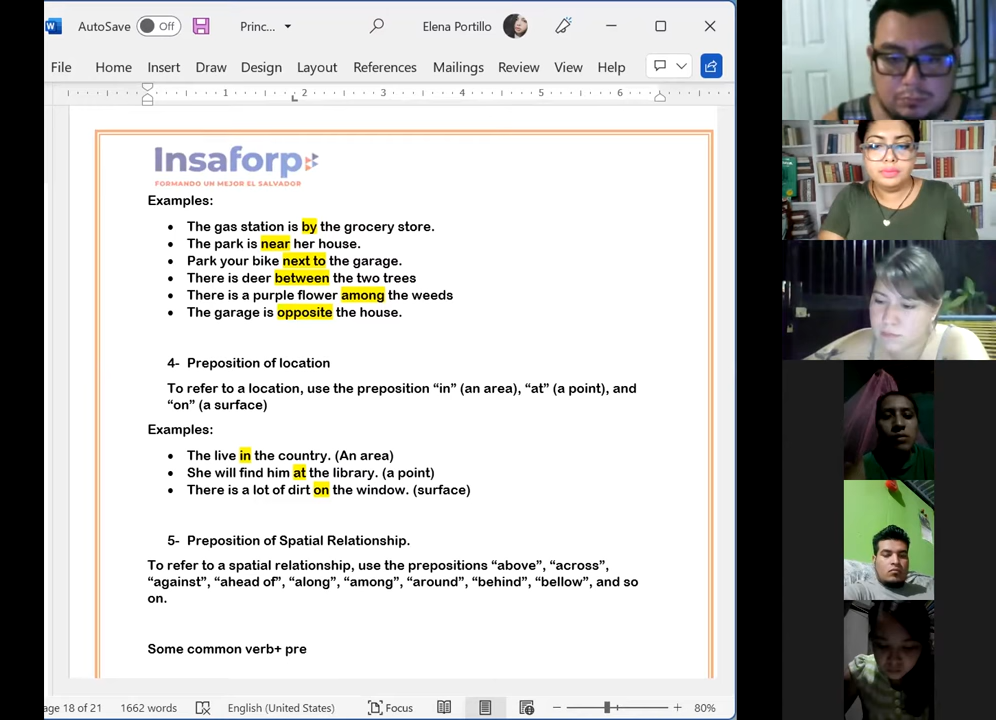 AutoSave Off Princ... Elena Portillo
File Home Insert Draw Design Layout References Mailings Review View Help
1 2 3 4 5 6
Insaforp
FORMANDO UN MEJOR EL SALVADOR
Examples:
• The gas station is by the grocery store.
• The park is near her house.
• Park your bike next to the garage.
• There is deer between the two trees
• There is a purple flower among the weeds
• The garage is opposite the house.
4- Preposition of location
To refer to a location, use the preposition “in” (an area), “at” (a point), and
“on” (a surface)
Examples:
• The live in the country. (An area)
• She will find him at the library. (a point)
• There is a lot of dirt on the window. (surface)
5- Preposition of Spatial Relationship.
To refer to a spatial relationship, use the prepositions “above”, “across”,
“against”, “ahead of”, “along”, “among”, “around”, “behind”, “bellow”, and so
on.
Some common verb+ pre
age 18 of 21 1662 words English (United States) Focus 80%